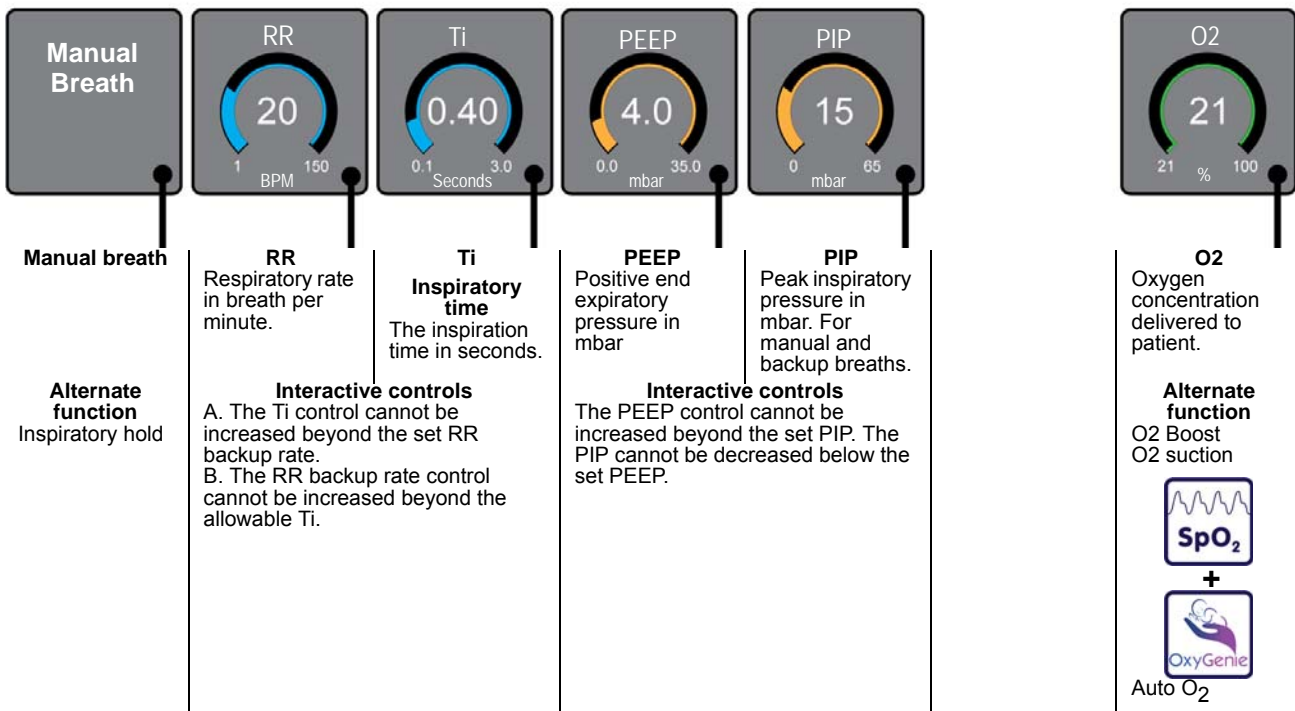 Manual
Breath
RR
20
1 150
BPM
Ti
0.40
0.1 3.0
Seconds
PEEP
4.0
0.0 35.0
mbar
PIP
15
0 65
mbar
O2
21
21 100
%
Manual breath
Alternate
function
Inspiratory hold
RR
Respiratory rate
in breath per
minute.
Ti
Inspiratory
time
The inspiration
time in seconds.
Interactive controls
A. The Ti control cannot be
increased beyond the set RR
backup rate.
B. The RR backup rate control
cannot be increased beyond the
allowable Ti.
PEEP
Positive end
expiratory
pressure in
mbar
PIP
Peak inspiratory
pressure in
mbar. For
manual and
backup breaths.
Interactive controls
The PEEP control cannot be
increased beyond the set PIP. The
PIP cannot be decreased below the
set PEEP.
O2
Oxygen
concentration
delivered to
patient.
Alternate
function
O2 Boost
O2 suction
SpO₂
+
OxyGenie
Auto O₂